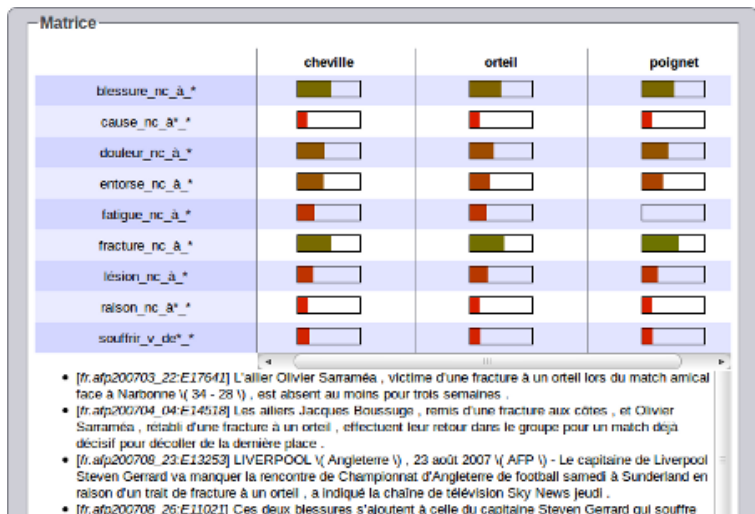 Matrice
cheville orteil poignet
blessure_nc_à_*
cause_nc_à*_*
douleur_nc_à_*
entorse_nc_à_*
fatigue_nc_à_*
fracture_nc_à_*
lésion_nc_à_*
raison_nc_à*_*
souffrir_v_de*_*
• [fr.afp200703_22:E17641] L'ailier Olivier Sarraméa , victime d'une fracture à un orteil lors du match amical
face à Narbonne \( 34 - 28 \) , est absent au moins pour trois semaines .
• [fr.afp200704_04:E14518] Les ailiers Jacques Boussuge , remis d'une fracture aux côtes , et Olivier
Sarraméa , rétabli d'une fracture à un orteil , effectuent leur retour dans le groupe pour un match déjà
décisif pour décoller de la dernière place .
• [fr.afp200708_23:E13253] LIVERPOOL \( Angleterre \) , 23 août 2007 \( AFP \) - Le capitaine de Liverpool
Steven Gerrard va manquer la rencontre de Championnat d'Angleterre de football samedi à Sunderland en
raison d'un trait de fracture à un orteil , a indiqué la chaîne de télévision Sky News jeudi .
• [fr.afp200708_26:E11021] Ces deux blessures s'ajoutent à celle du capitaine Steven Gerrard qui souffre